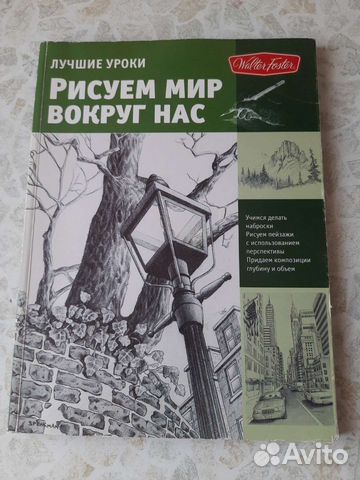 ЛУЧШИЕ УРОКИ
РИСУЕМ МИР
ВОКРУГ НАС
Walter Foster
Учимся делать
наброски
Рисуем пейзажи
с использованием
перспективы
Придаем композиции
глубину и объем
Avito